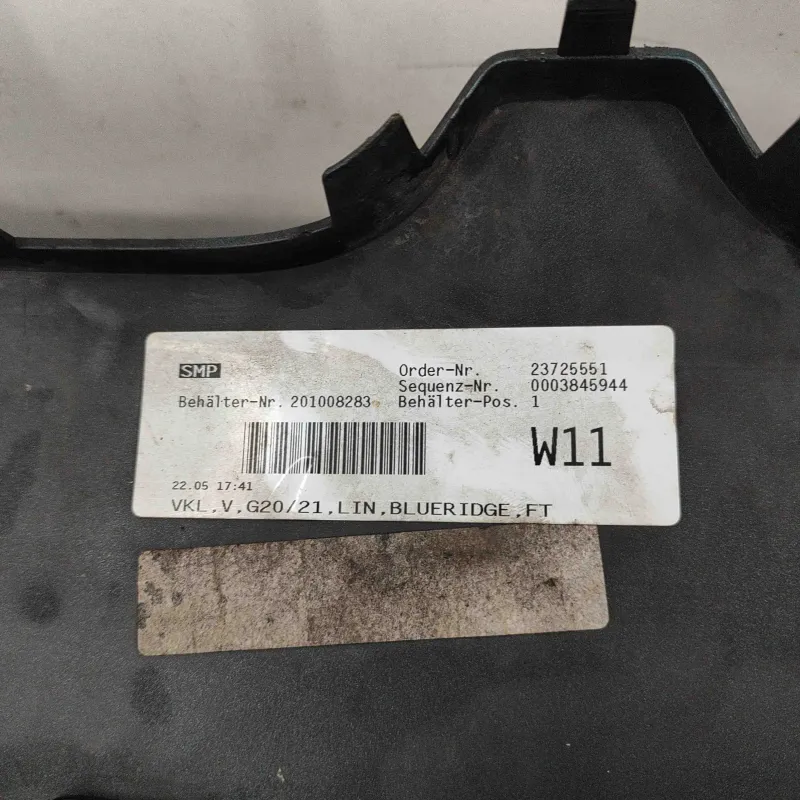 SMP
Order-Nr. 23725551
Sequenz-Nr. 0003845944
Behälter-Nr. 201008283 Behälter-Pos. 1
W11
22.05 17:41
VKL,V,G20/21,LIN,BLUERIDGE,FT